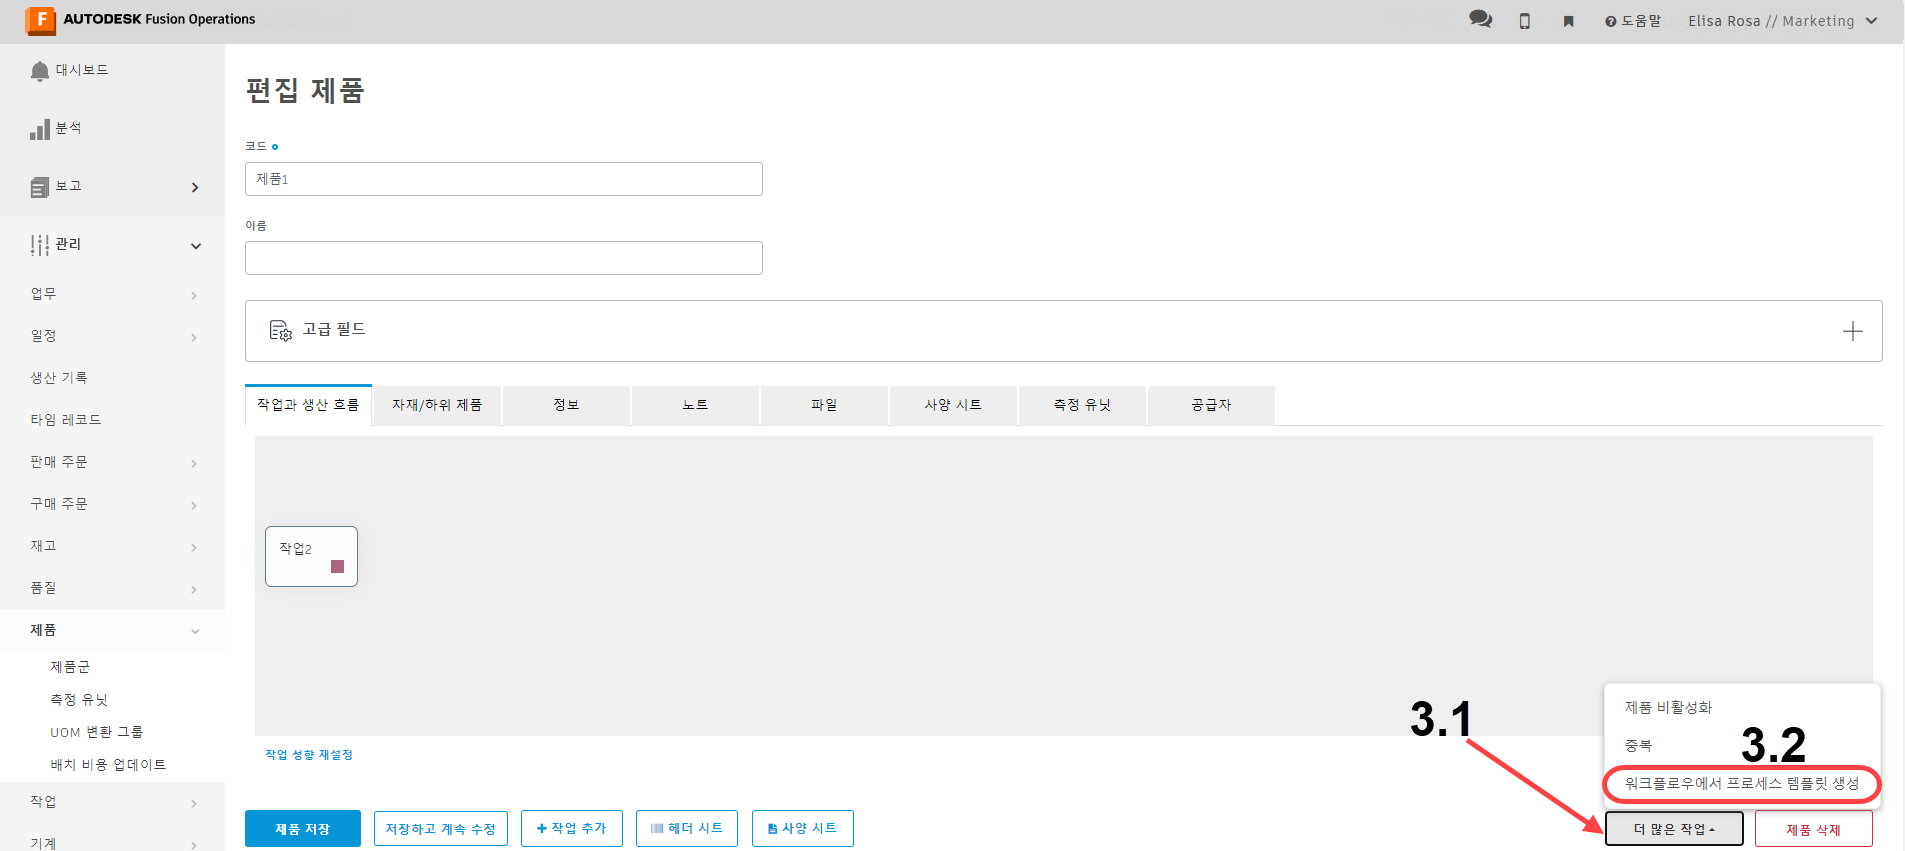 AUTODESK Fusion Operations
도움말
Elisa Rosa // Marketing
대시보드
분석
보고
관리
업무
일정
생산 기록
타임 레코드
판매 주문
구매 주문
재고
품질
제품
제품군
측정 유닛
UOM 변환 그룹
배치 비용 업데이트
작업
기계
편집 제품
코드
제품1
이름
고급 필드
작업과 생산 흐름
자재/하위 제품
정보
노트
파일
사양 시트
측정 유닛
공급자
작업2
작업 성향 재설정
3.1
제품 비활성화
중복
3.2
워크플로우에서 프로세스 템플릿 생성
제품 저장
저장하고 계속 수정
작업 추가
헤더 시트
사양 시트
더 많은 작업
제품 삭제